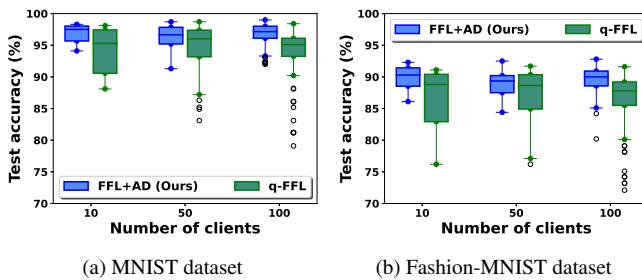 Test accuracy (%)
100
95
90
85
80
75
70
FFL+AD (Ours)
q-FFL
10
50
100
Number of clients
(a) MNIST dataset
Test accuracy (%)
100
95
90
85
80
75
70
FFL+AD (Ours)
q-FFL
10
50
100
Number of clients
(b) Fashion-MNIST dataset